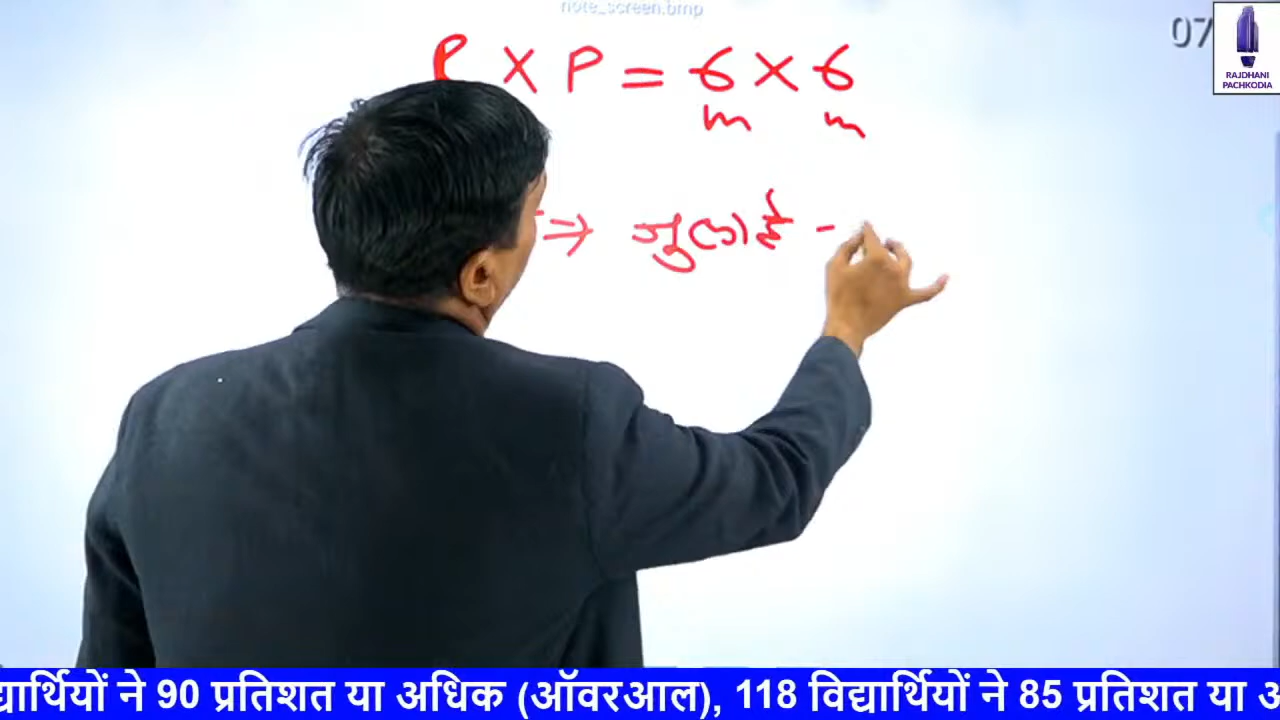 note_screen.bmp
07
RAJDHANI
PACHKODIA
P X P = 6 X 6
m m
⇒ जुलाहे -
द्यार्थियों ने 90 प्रतिशत या अधिक (ऑवरआल), 118 विद्यार्थियों ने 85 प्रतिशत या अ